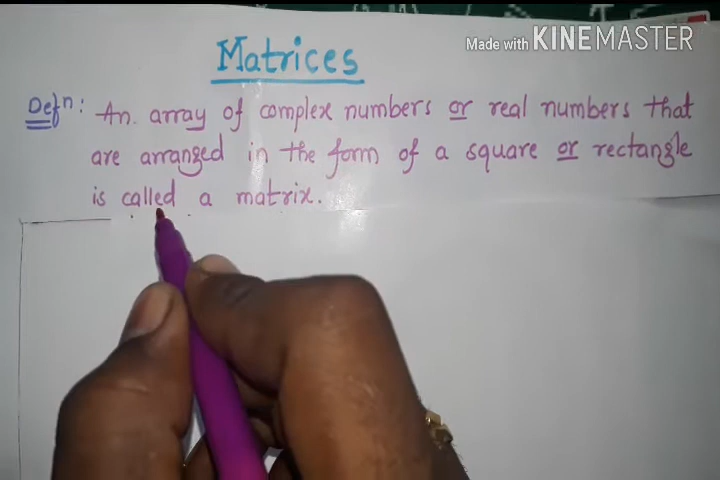 Matrices
Made with KINEMASTER
Defn: An array of complex numbers or real numbers that
are arranged in the form of a square or rectangle
is called a matrix.